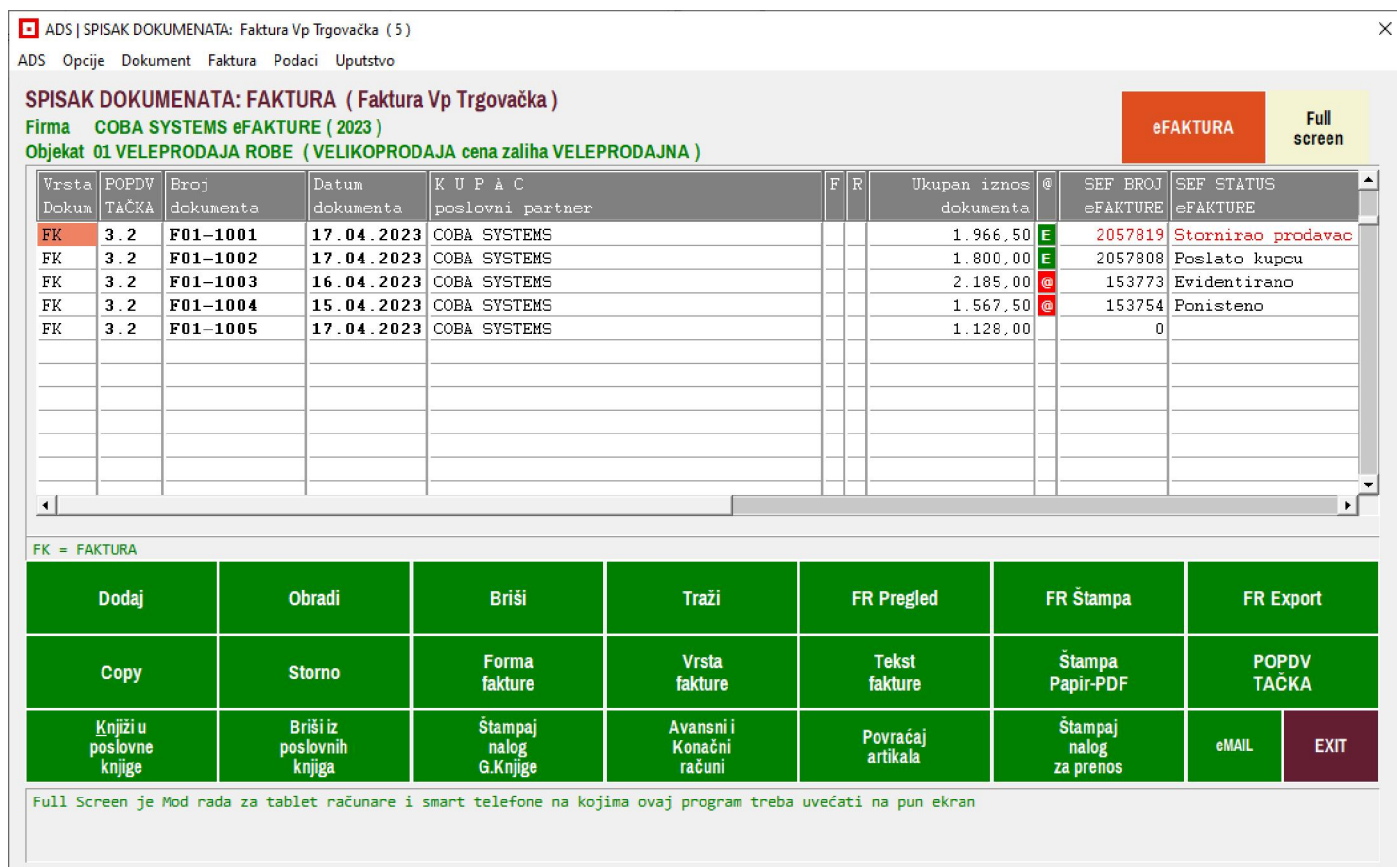 ADS | SPISAK DOKUMENATA: Faktura Vp Trgovačka ( 5 )
ADS Opcije Dokument Faktura Podaci Uputstvo
SPISAK DOKUMENATA: FAKTURA ( Faktura Vp Trgovačka )
Firma COBA SYSTEMS eFAKTURE ( 2023 )
Objekat 01 VELEPRODAJA ROBE ( VELIKOPRODAJA cena zaliha VELEPRODAJNA )
eFAKTURA
Full
screen
Vrsta POPDV Broj Datum K U P A C F R Ukupan iznos @ SEF BROJ SEF STATUS
Dokum TAČKA dokumenta dokumenta poslovni partner dokumenta eFAKTURE eFAKTURE
FK 3.2 F01-1001 17.04.2023 COBA SYSTEMS 1.966,50 E 2057819 Stornirao prodavac
FK 3.2 F01-1002 17.04.2023 COBA SYSTEMS 1.800,00 E 2057808 Poslato kupcu
FK 3.2 F01-1003 16.04.2023 COBA SYSTEMS 2.185,00 @ 153773 Evidentirano
FK 3.2 F01-1004 15.04.2023 COBA SYSTEMS 1.567,50 @ 153754 Ponisteno
FK 3.2 F01-1005 17.04.2023 COBA SYSTEMS 1.128,00 0
FK = FAKTURA
Dodaj Obradi Briši Traži FR Pregled FR Štampa FR Export
Copy
Storno
Forma
fakture
Vrsta
fakture
Tekst
fakture
Štampa
Papir-PDF
POPDV
TAČKA
Knjiži u
poslovne
knjige
Briši iz
poslovnih
knjiga
Štampaj
nalog
G.Knjige
Avansni i
Konačni
računi
Povraćaj
artikala
Štampaj
nalog
za prenos
eMAIL
EXIT
Full Screen je Mod rada za tablet računare i smart telefone na kojima ovaj program treba uvećati na pun ekran